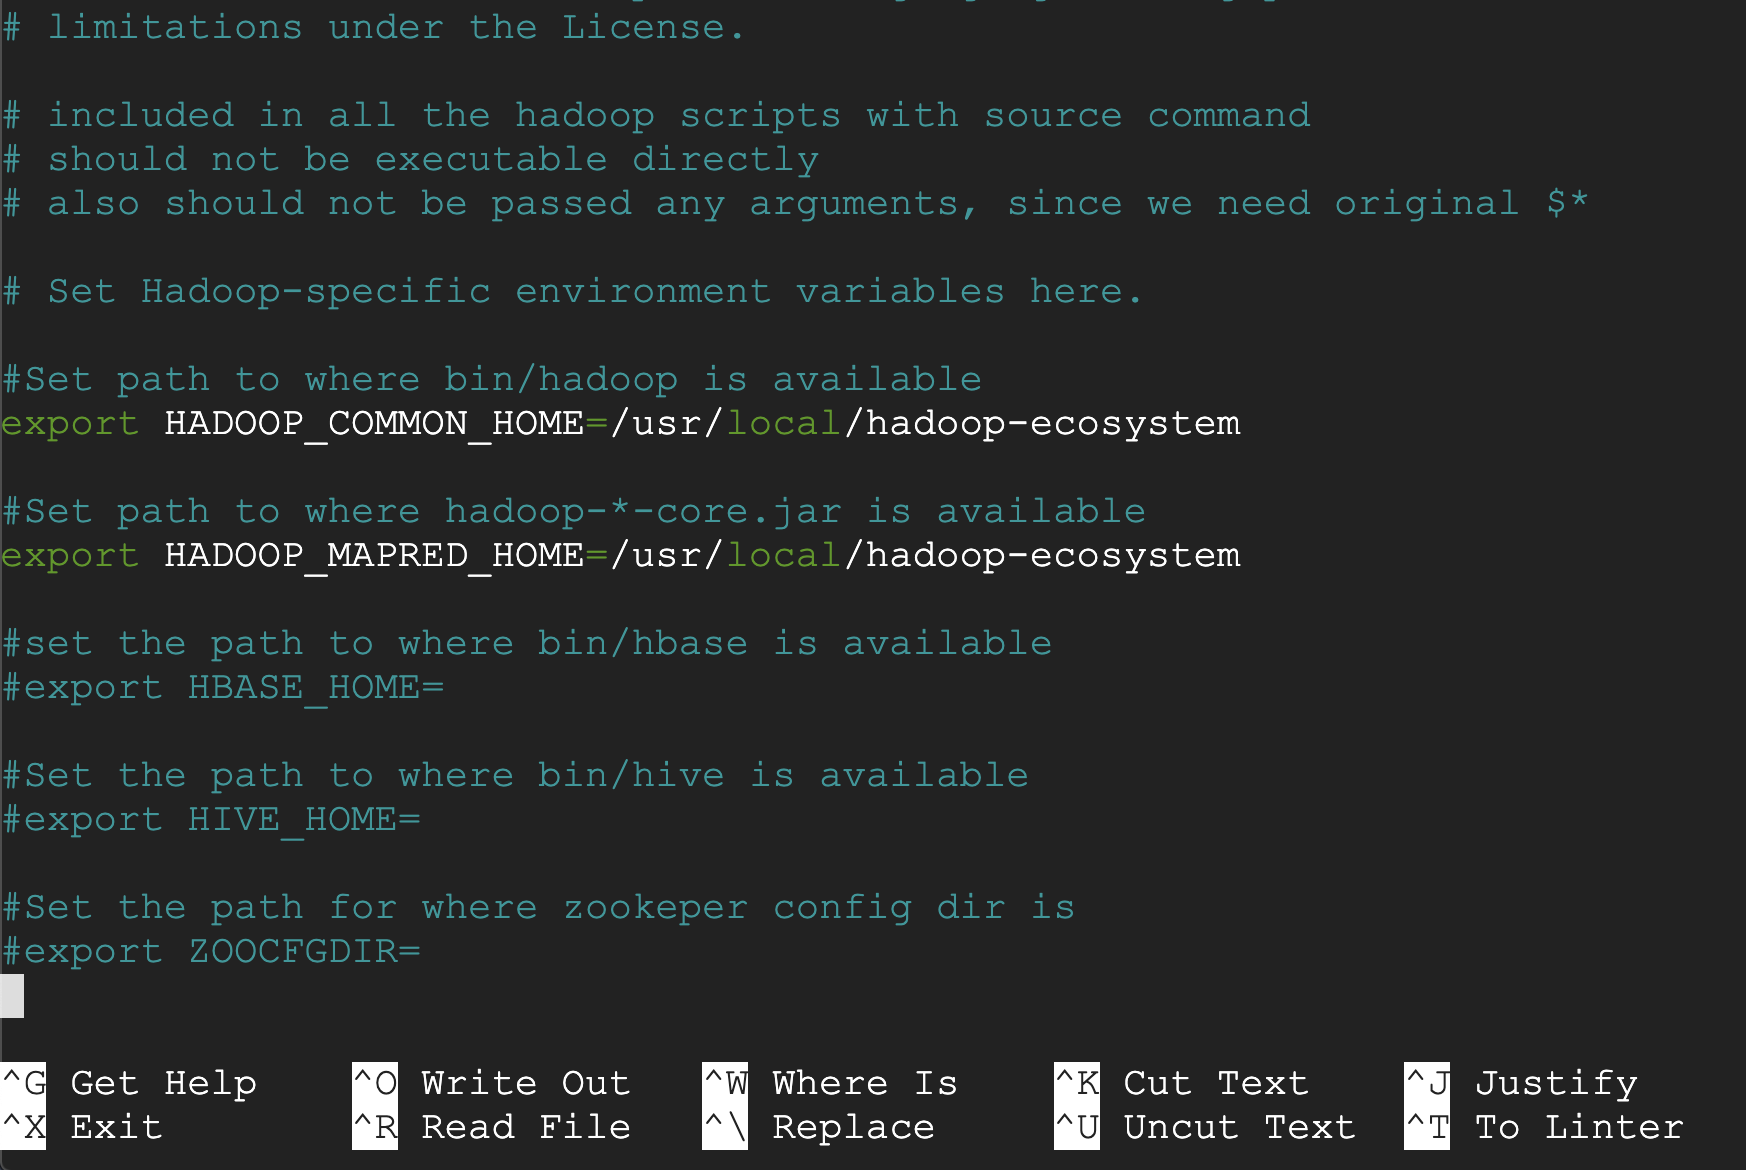 # limitations under the License.
# included in all the hadoop scripts with source command
# should not be executable directly
# also should not be passed any arguments, since we need original $*
# Set Hadoop-specific environment variables here.
#Set path to where bin/hadoop is available
export HADOOP_COMMON_HOME=/usr/local/hadoop-ecosystem
#Set path to where hadoop-*-core.jar is available
export HADOOP_MAPRED_HOME=/usr/local/hadoop-ecosystem
#set the path to where bin/hbase is available
#export HBASE_HOME=
#Set the path to where bin/hive is available
#export HIVE_HOME=
#Set the path for where zookeper config dir is
#export ZOOCFGDIR=
^G Get Help ^O Write Out ^W Where Is ^K Cut Text ^J Justify
^X Exit ^R Read File ^\ Replace ^U Uncut Text ^T To Linter